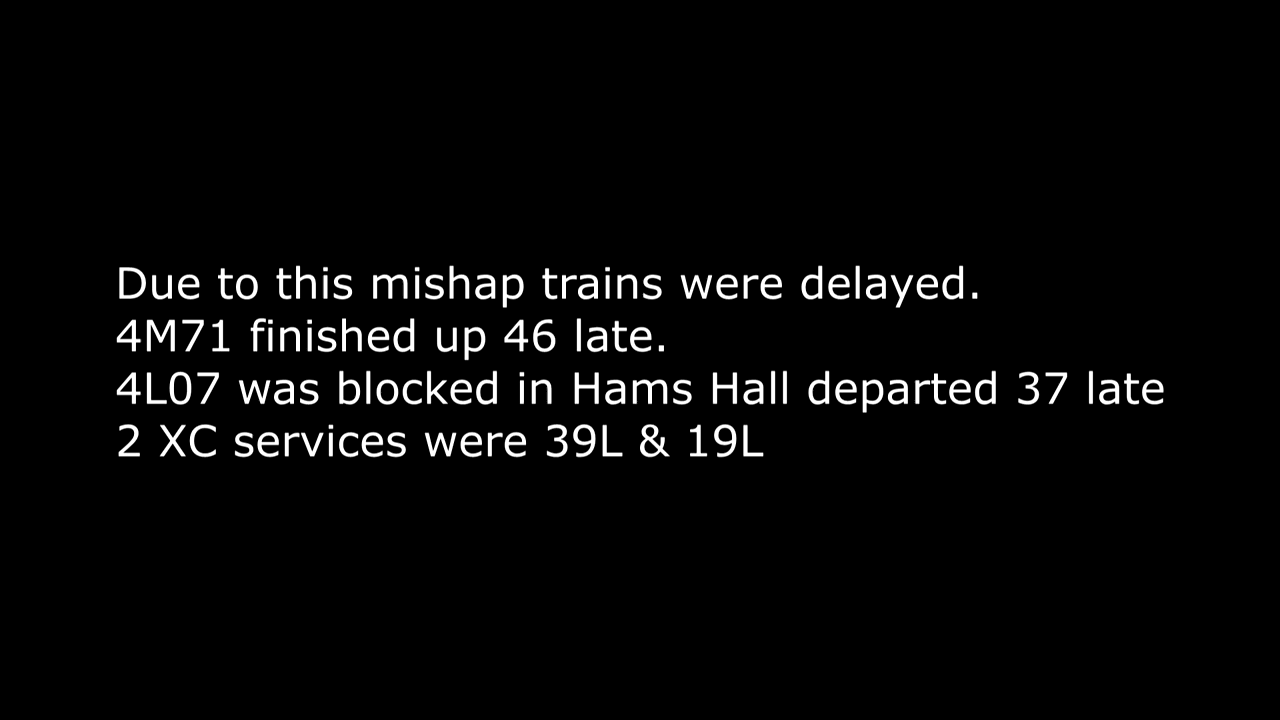 Due to this mishap trains were delayed.
4M71 finished up 46 late.
4L07 was blocked in Hams Hall departed 37 late
2 XC services were 39L & 19L